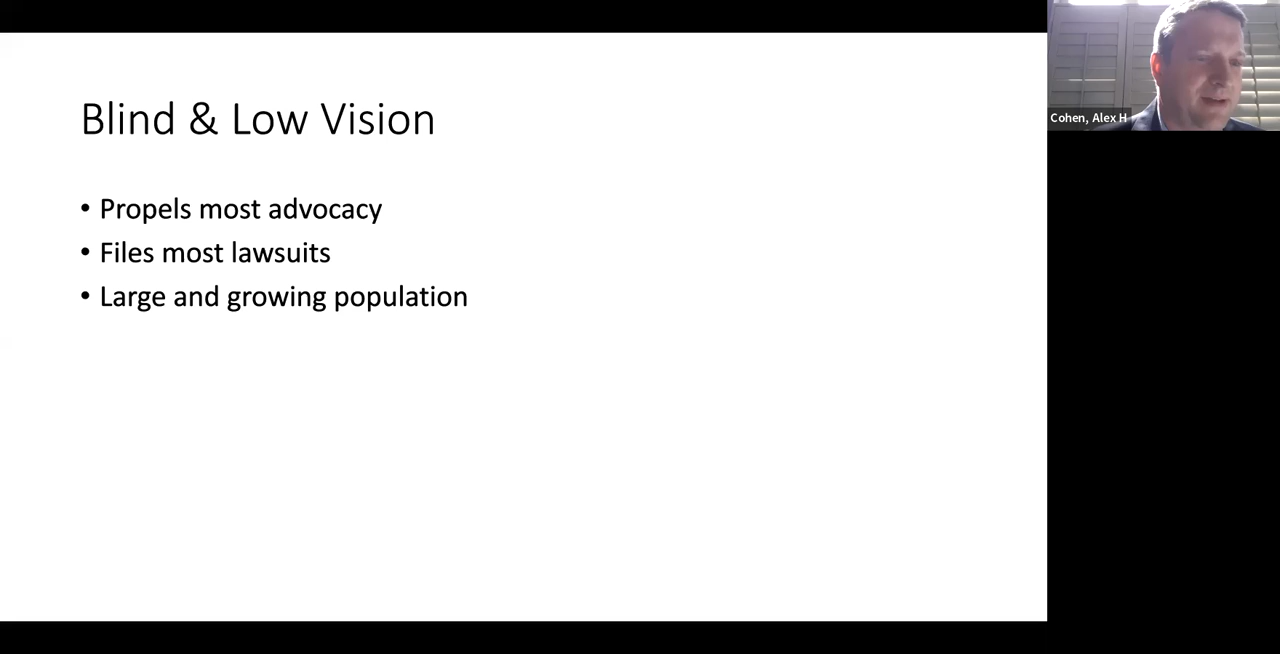 Blind & Low Vision
• Propels most advocacy
• Files most lawsuits
• Large and growing population
Cohen, Alex H